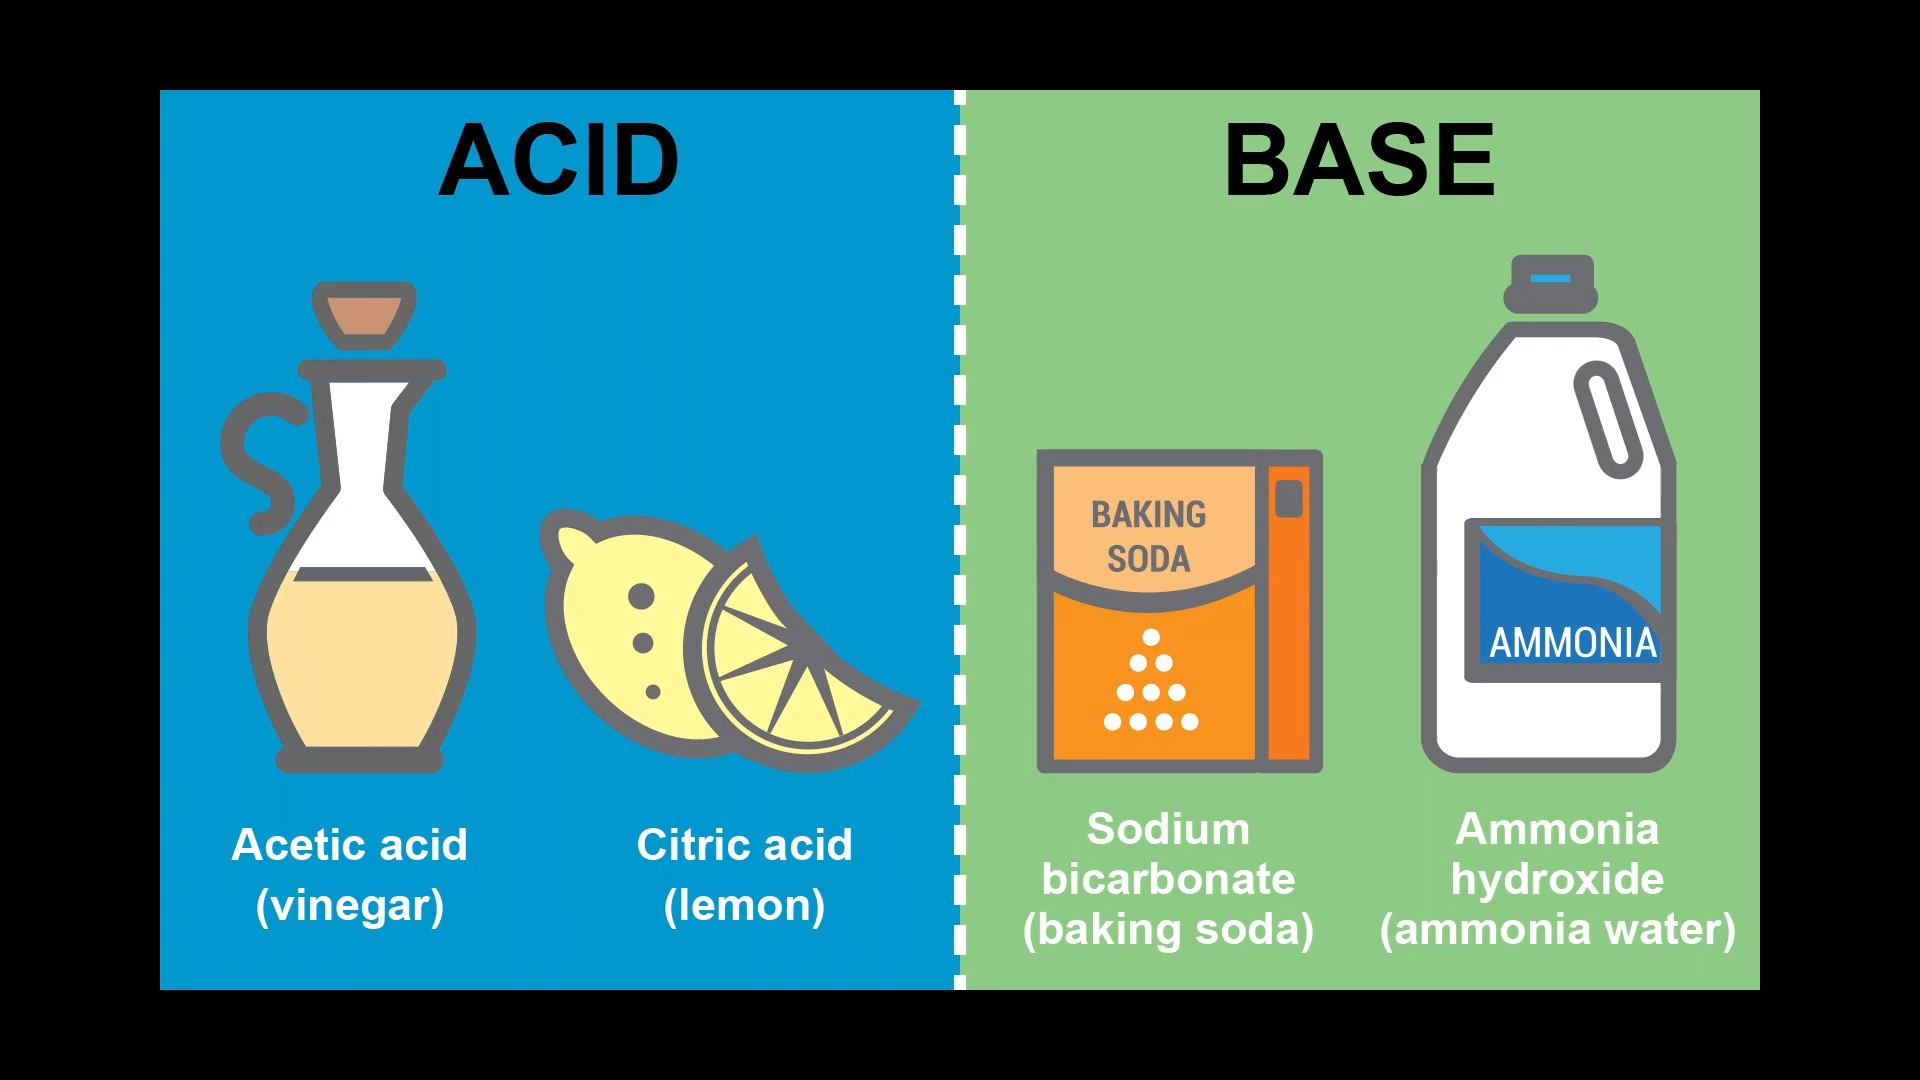 ACID
Acetic acid
(vinegar)
Citric acid
(lemon)
BASE
BAKING
SODA
AMMONIA
Sodium
bicarbonate
(baking soda)
Ammonia
hydroxide
(ammonia water)